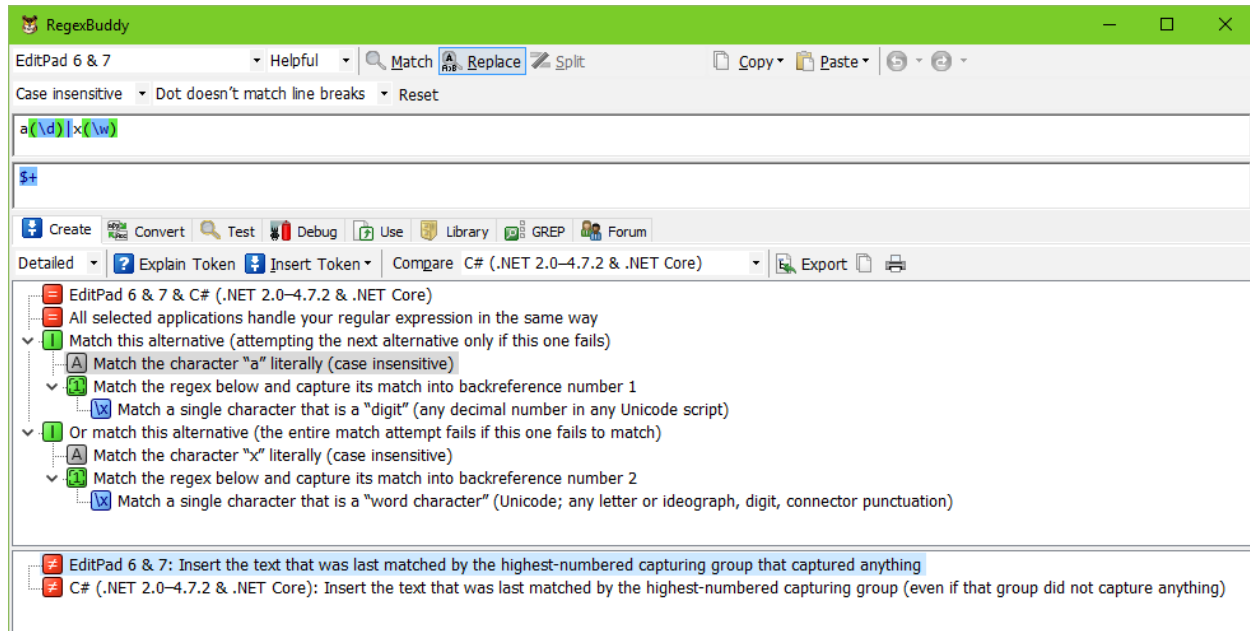 RegexBuddy
EditPad 6 & 7 Helpful Match Replace Split Copy Paste
Case insensitive Dot doesn’t match line breaks Reset
a(\d)|x(\w)
$+
Create Convert Test Debug Use Library GREP Forum
Detailed ? Explain Token Insert Token Compare C# (.NET 2.0–4.7.2 & .NET Core) Export
= EditPad 6 & 7 & C# (.NET 2.0–4.7.2 & .NET Core)
= All selected applications handle your regular expression in the same way
| Match this alternative (attempting the next alternative only if this one fails)
A Match the character “a” literally (case insensitive)
(1) Match the regex below and capture its match into backreference number 1
\x Match a single character that is a “digit” (any decimal number in any Unicode script)
| Or match this alternative (the entire match attempt fails if this one fails to match)
A Match the character “x” literally (case insensitive)
(1) Match the regex below and capture its match into backreference number 2
\x Match a single character that is a “word character” (Unicode; any letter or ideograph, digit, connector punctuation)
≠ EditPad 6 & 7: Insert the text that was last matched by the highest-numbered capturing group that captured anything
≠ C# (.NET 2.0–4.7.2 & .NET Core): Insert the text that was last matched by the highest-numbered capturing group (even if that group did not capture anything)